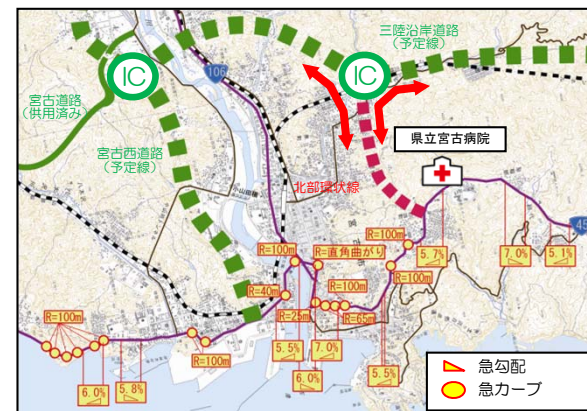 三陸沿岸道路
(予定線)
IC
IC
106
宮古道路
(供用済み)
県立宮古病院
宮古西道路
(予定線)
北部環状線
45
R=100m
R=直角曲がり
R=100m
5.7%
7.0%
5.1%
R=100m
R=40m
R=100m
R=100m
R=25m
R=65m
R=100m
5.5%
7.0%
5.5%
6.0%
5.8%
6.0%
急勾配
急カーブ